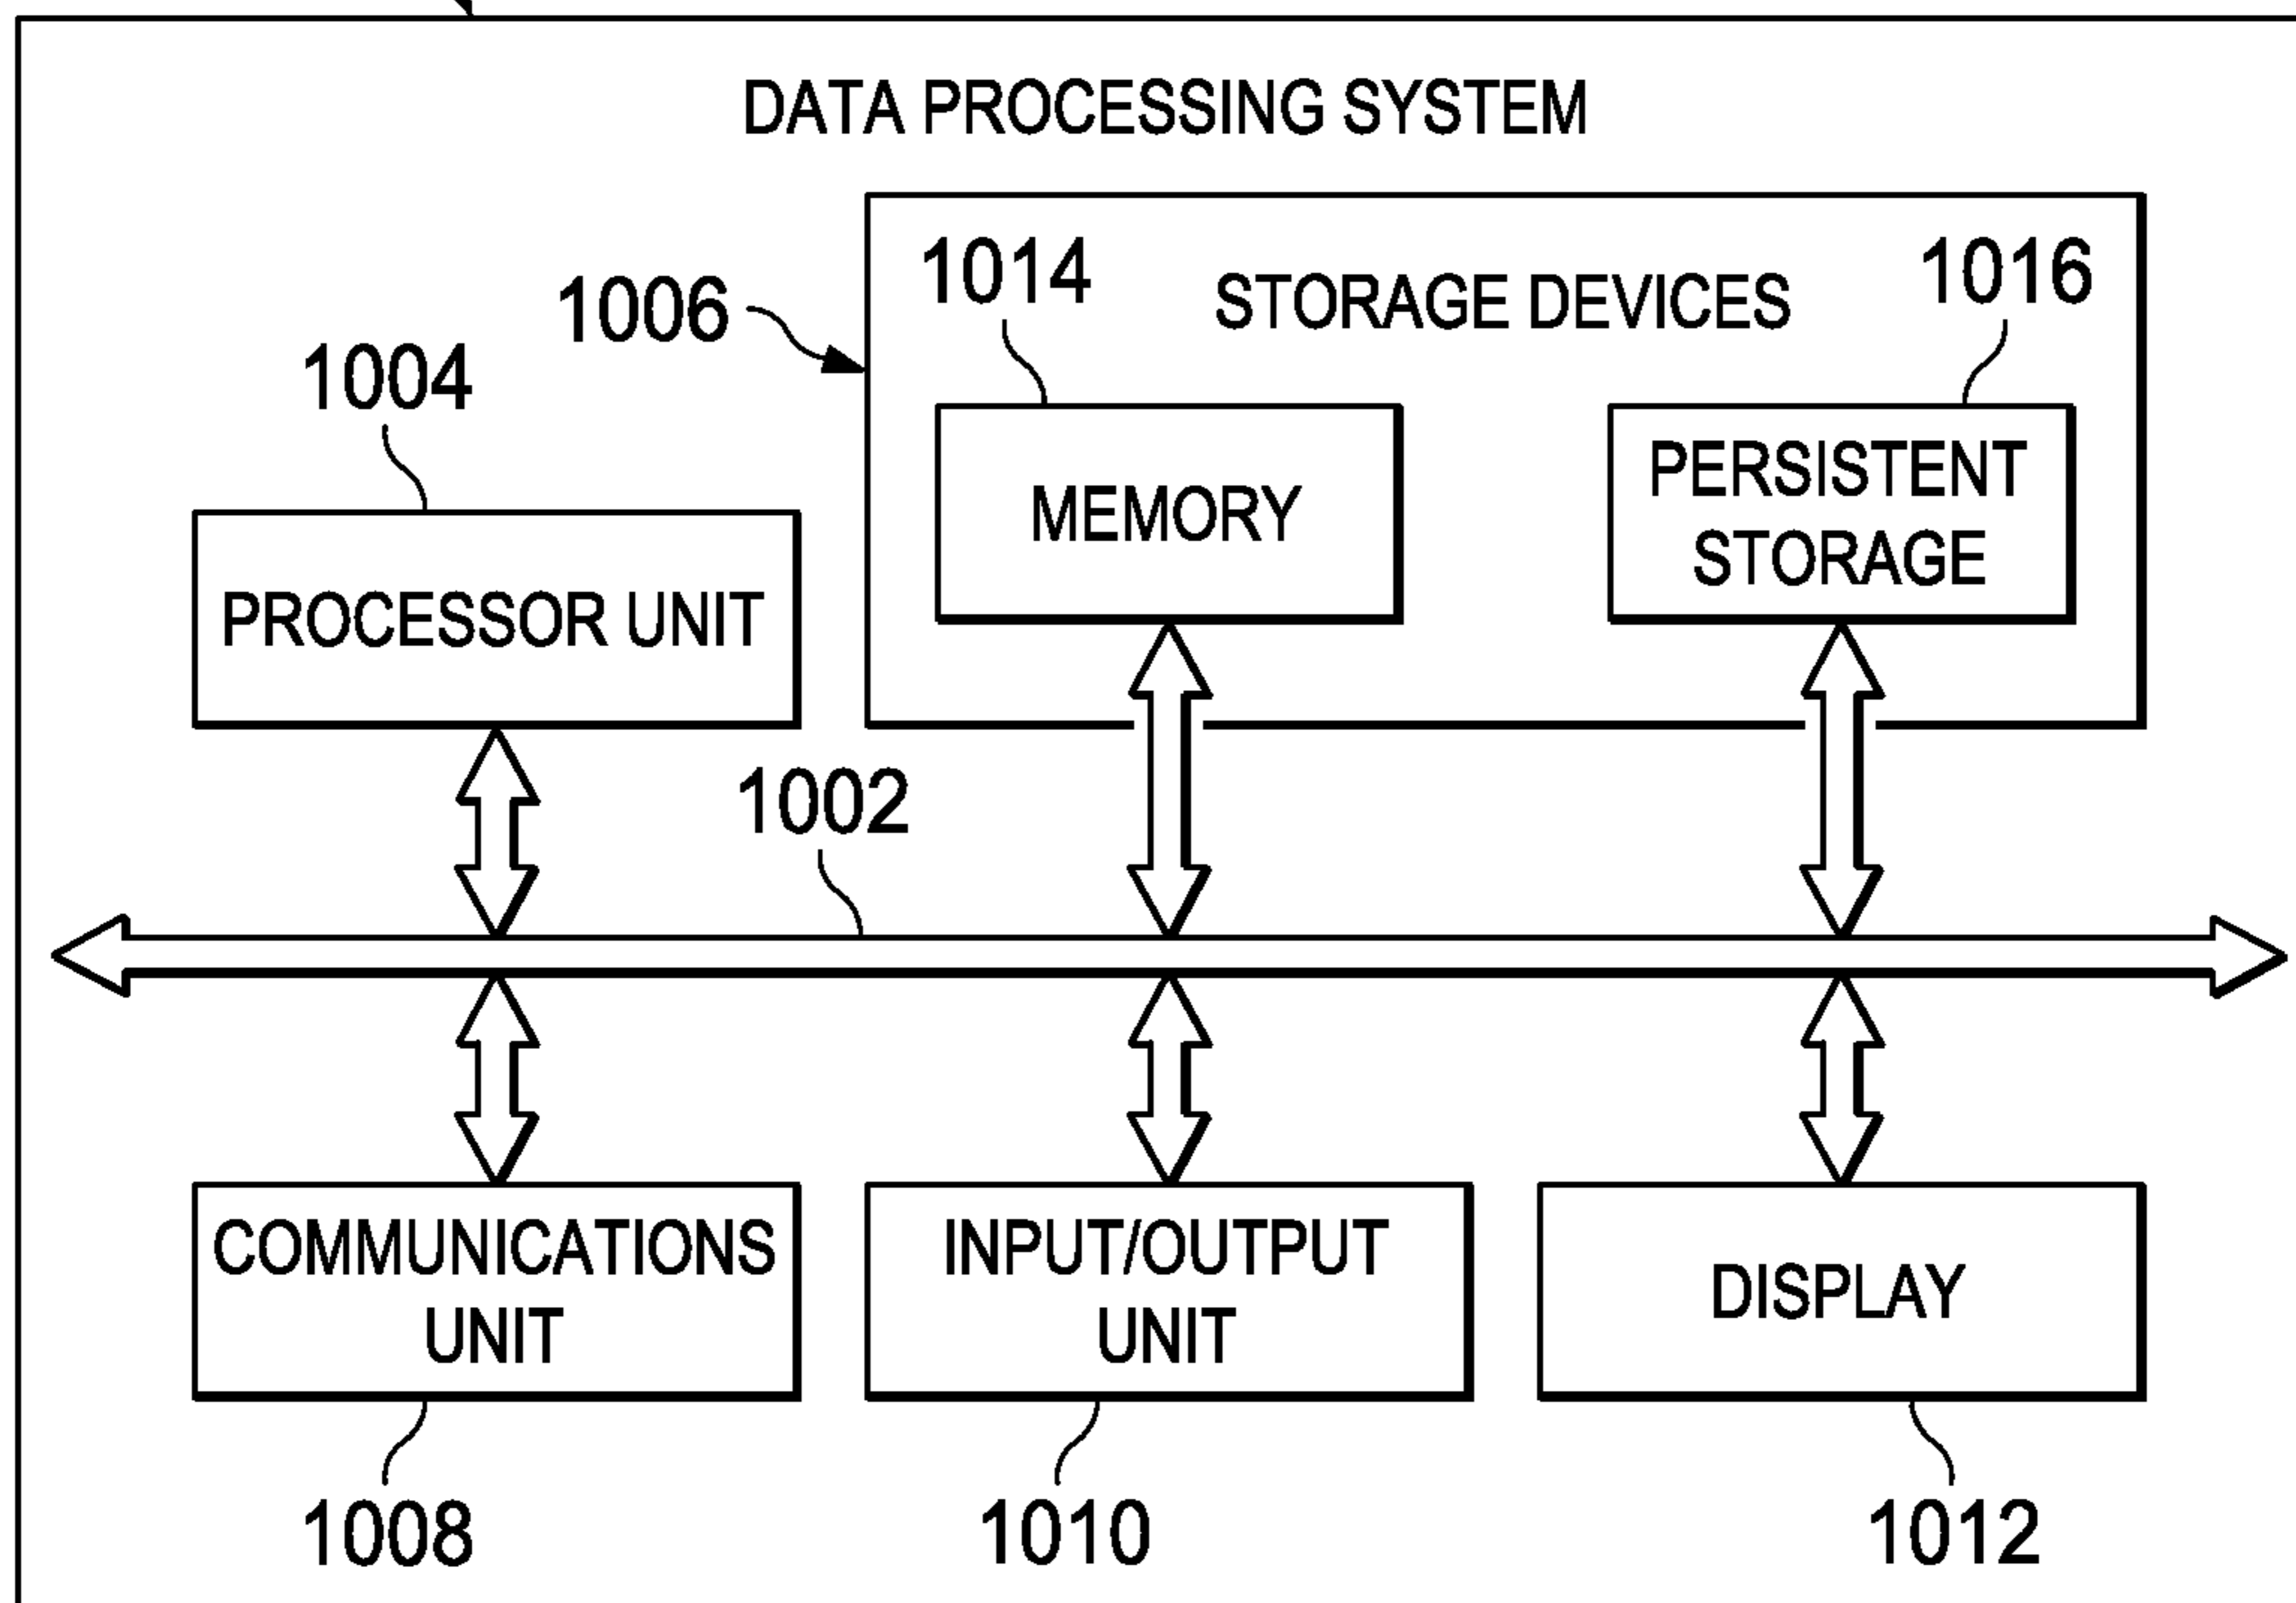 DATA PROCESSING SYSTEM
1006
1014
STORAGE DEVICES
1016
1004
MEMORY
PERSISTENT
STORAGE
PROCESSOR UNIT
1002
COMMUNICATIONS
UNIT
INPUT/OUTPUT
UNIT
DISPLAY
1008
1010
1012